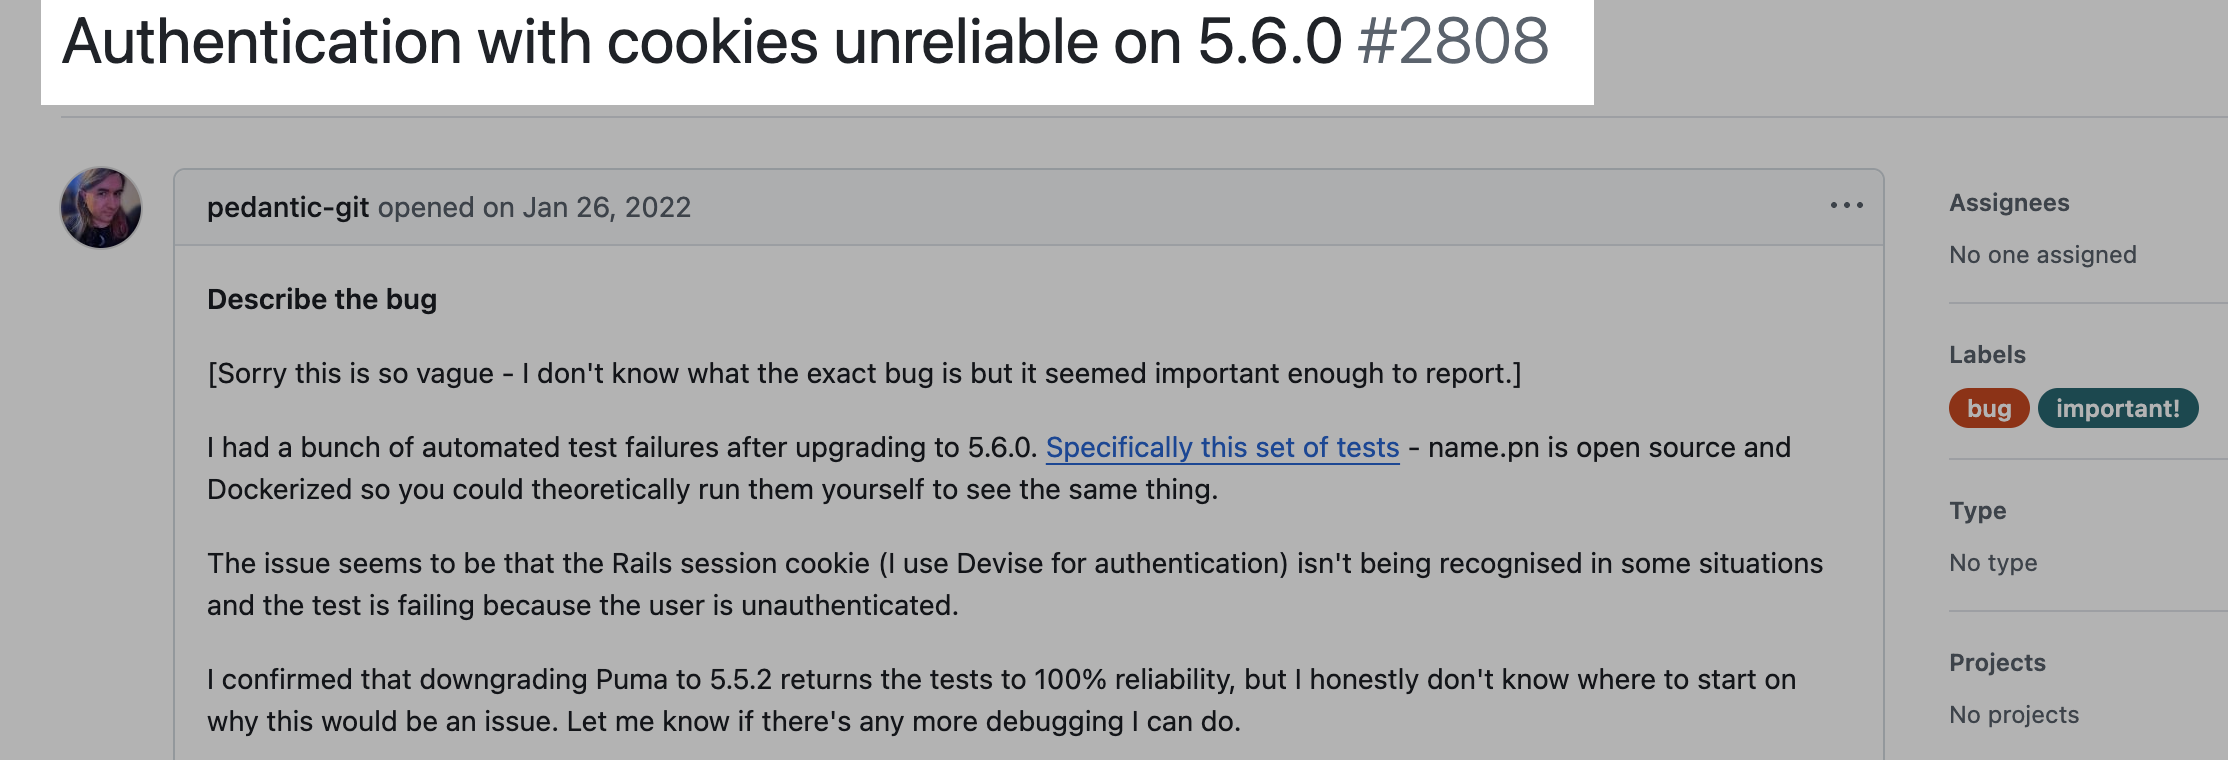 Authentication with cookies unreliable on 5.6.0 #2808
pedantic-git opened on Jan 26, 2022
Describe the bug
[Sorry this is so vague - I don't know what the exact bug is but it seemed important enough to report.]
I had a bunch of automated test failures after upgrading to 5.6.0. Specifically this set of tests - name.pn is open source and
Dockerized so you could theoretically run them yourself to see the same thing.
The issue seems to be that the Rails session cookie (I use Devise for authentication) isn't being recognised in some situations
and the test is failing because the user is unauthenticated.
I confirmed that downgrading Puma to 5.5.2 returns the tests to 100% reliability, but I honestly don't know where to start on
why this would be an issue. Let me know if there's any more debugging I can do.
Assignees
No one assigned
Labels
bug important!
Type
No type
Projects
No projects